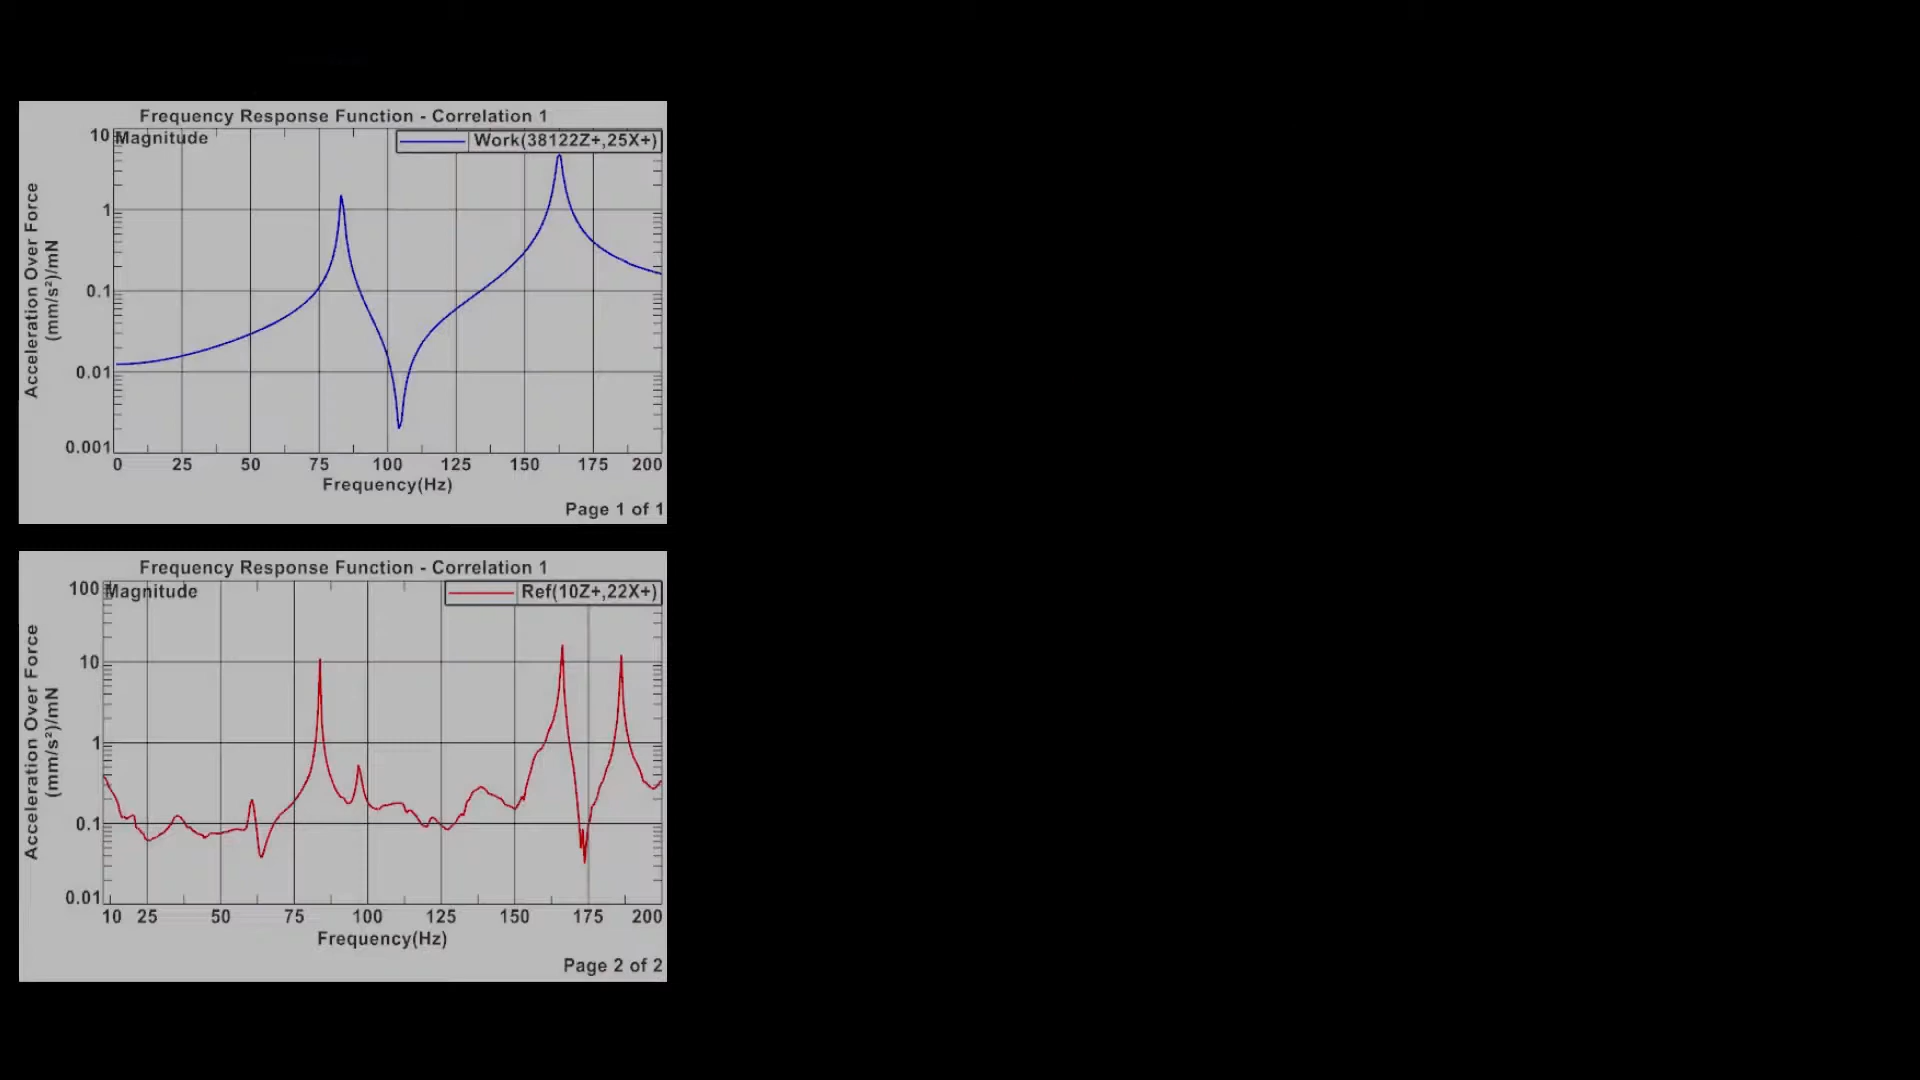 Frequency Response Function - Correlation 1
Magnitude
Work(38122Z+,25X+)
10
1
0.1
0.01
0.001
Acceleration Over Force
(mm/s²)/mN
0 25 50 75 100 125 150 175 200
Frequency(Hz)
Page 1 of 1
Frequency Response Function - Correlation 1
Magnitude
Ref(10Z+,22X+)
100
10
1
0.1
0.01
Acceleration Over Force
(mm/s²)/mN
10 25 50 75 100 125 150 175 200
Frequency(Hz)
Page 2 of 2